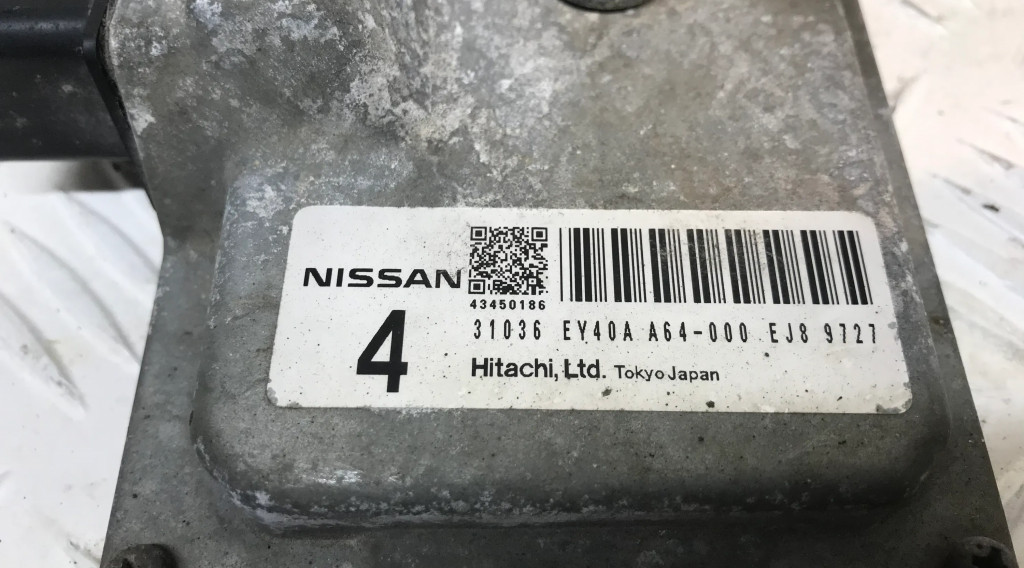 NISSAN
43450186
31036 EY40A A64-000 EJ8 9727
4
Hitachi, Ltd. Tokyo Japan